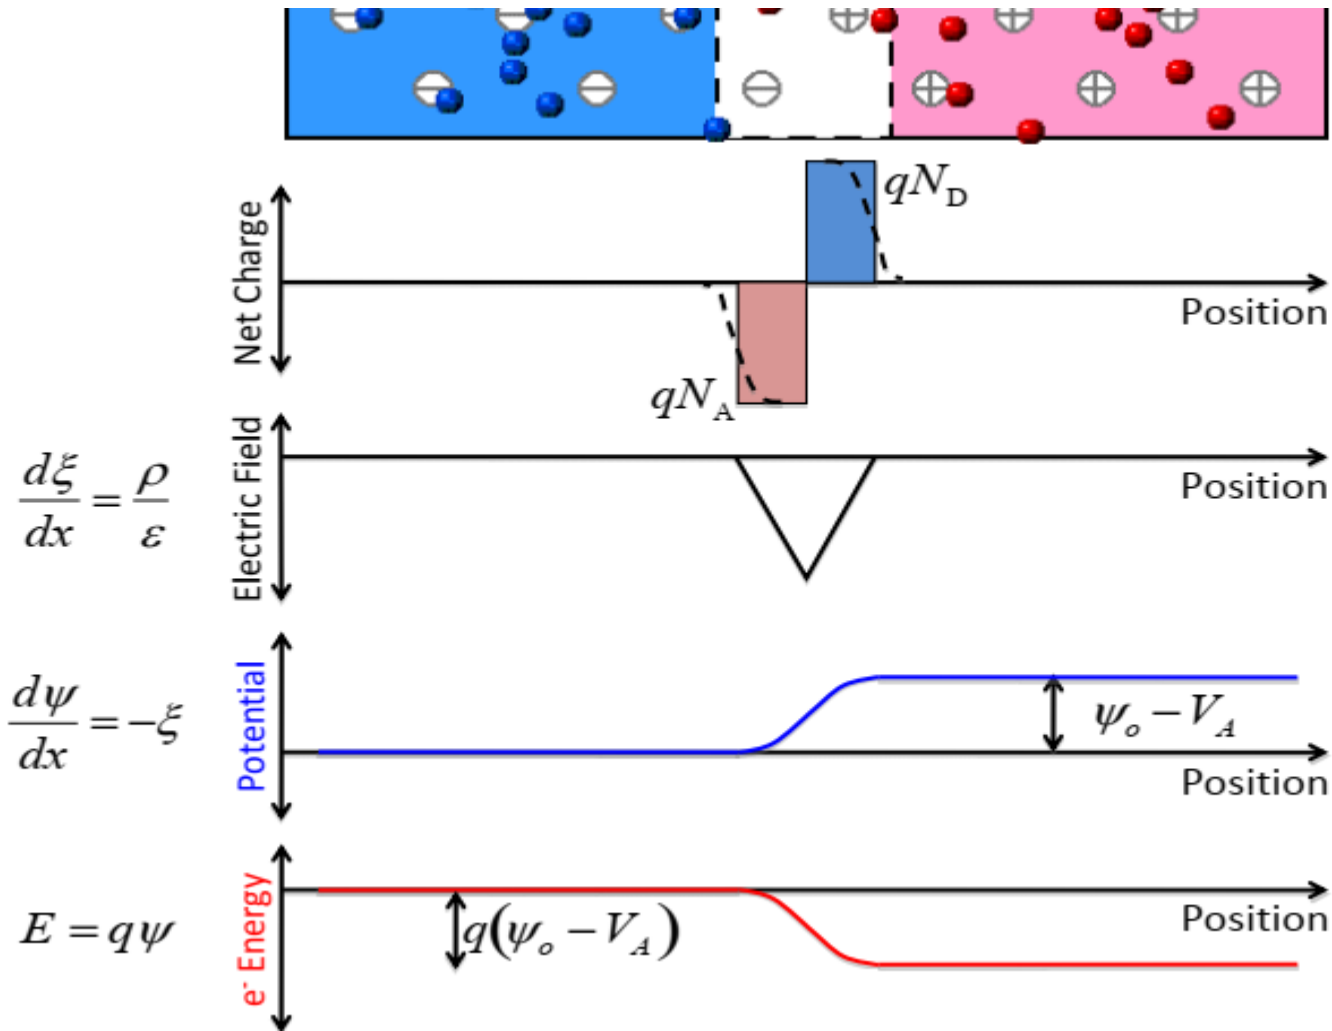 qN_D
Net Charge
Position
qN_A
Electric Field
dξ/dx = ρ/ε
Position
Potential
dψ/dx = −ξ
ψ_o − V_A
Position
e⁻ Energy
E = qψ
q(ψ_o − V_A)
Position